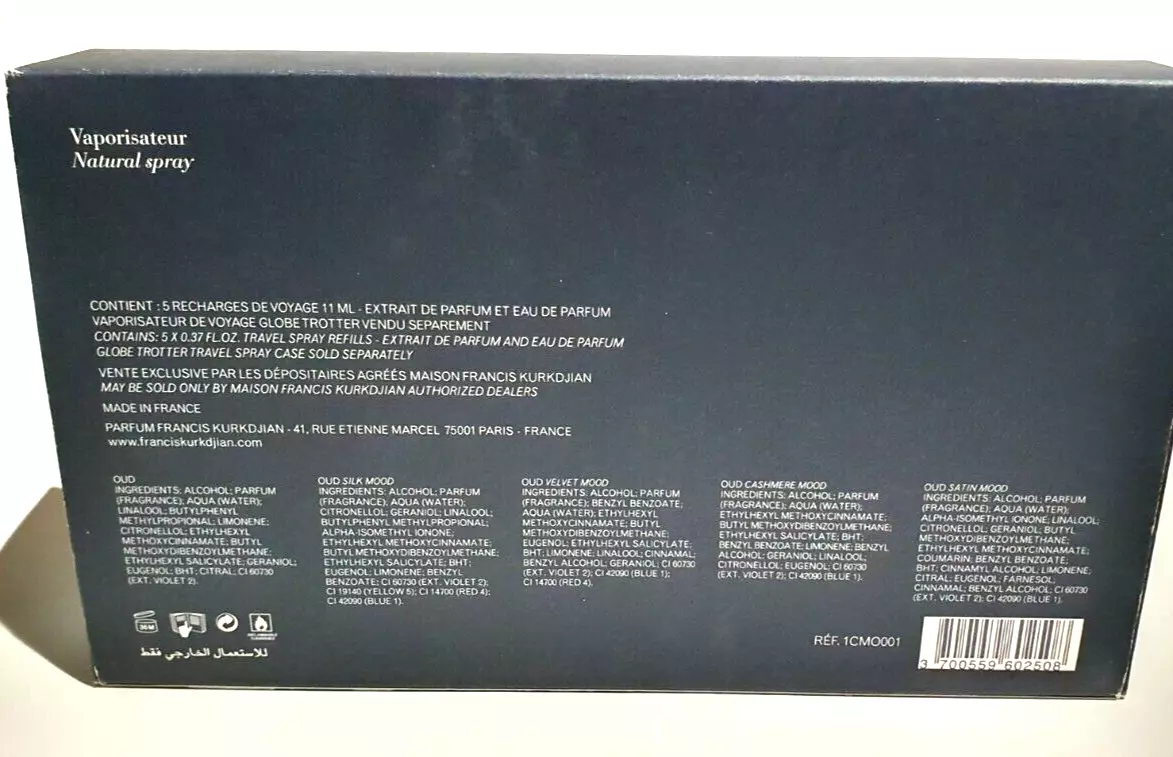 Vaporisateur
Natural spray
CONTIENT : 5 RECHARGES DE VOYAGE 11 ML - EXTRAIT DE PARFUM ET EAU DE PARFUM
VAPORISATEUR DE VOYAGE GLOBE TROTTER VENDU SEPAREMENT
CONTAINS: 5 X 0.37 FL.OZ. TRAVEL SPRAY REFILLS - EXTRAIT DE PARFUM AND EAU DE PARFUM
GLOBE TROTTER TRAVEL SPRAY CASE SOLD SEPARATELY
VENTE EXCLUSIVE PAR LES DÉPOSITAIRES AGRÉÉS MAISON FRANCIS KURKDJIAN
MAY BE SOLD ONLY BY MAISON FRANCIS KURKDJIAN AUTHORIZED DEALERS
MADE IN FRANCE
PARFUM FRANCIS KURKDJIAN - 41, RUE ETIENNE MARCEL 75001 PARIS - FRANCE
www.franciskurkdjian.com
OUD
INGREDIENTS: ALCOHOL; PARFUM
(FRAGRANCE); AQUA (WATER);
LINALOOL; BUTYLPHENYL
METHYLPROPIONAL; LIMONENE;
CITRONELLOL; ETHYLHEXYL
METHOXYCINNAMATE; BUTYL
METHOXYDIBENZOYLMETHANE;
ETHYLHEXYL SALICYLATE; GERANIOL;
EUGENOL; BHT; CITRAL; CI 60730
(EXT. VIOLET 2).
OUD SILK MOOD
INGREDIENTS: ALCOHOL; PARFUM
(FRAGRANCE); AQUA (WATER);
CITRONELLOL; GERANIOL; LINALOOL;
BUTYLPHENYL METHYLPROPIONAL;
ALPHA-ISOMETHYL IONONE;
ETHYLHEXYL METHOXYCINNAMATE;
BUTYL METHOXYDIBENZOYLMETHANE;
ETHYLHEXYL SALICYLATE; BHT;
EUGENOL; LIMONENE; BENZYL
BENZOATE; CI 60730 (EXT. VIOLET 2);
CI 19140 (YELLOW 5); CI 14700 (RED 4);
CI 42090 (BLUE 1).
OUD VELVET MOOD
INGREDIENTS: ALCOHOL; PARFUM
(FRAGRANCE); BENZYL BENZOATE;
AQUA (WATER); ETHYLHEXYL
METHOXYCINNAMATE; BUTYL
METHOXYDIBENZOYLMETHANE;
EUGENOL; ETHYLHEXYL SALICYLATE;
BHT; LIMONENE; LINALOOL; CINNAMAL;
BENZYL ALCOHOL; GERANIOL; CI 60730
(EXT. VIOLET 2); CI 42090 (BLUE 1);
CI 14700 (RED 4).
OUD CASHMERE MOOD
INGREDIENTS: ALCOHOL; PARFUM
(FRAGRANCE); AQUA (WATER);
ETHYLHEXYL METHOXYCINNAMATE;
BUTYL METHOXYDIBENZOYLMETHANE;
ETHYLHEXYL SALICYLATE; BHT;
BENZYL BENZOATE; LIMONENE; BENZYL
ALCOHOL; GERANIOL; LINALOOL;
CITRONELLOL; EUGENOL; CI 60730
(EXT. VIOLET 2); CI 42090 (BLUE 1).
OUD SATIN MOOD
INGREDIENTS: ALCOHOL; PARFUM
(FRAGRANCE); AQUA (WATER);
ALPHA-ISOMETHYL IONONE; LINALOOL;
CITRONELLOL; GERANIOL; BUTYL
METHOXYDIBENZOYLMETHANE;
ETHYLHEXYL SALICYLATE;
ETHYLHEXYL METHOXYCINNAMATE;
COUMARIN; BENZYL BENZOATE;
BHT; CINNAMYL ALCOHOL; LIMONENE;
CITRAL; EUGENOL; FARNESOL;
CINNAMAL; BENZYL ALCOHOL; CI 60730
(EXT. VIOLET 2); CI 42090 (BLUE 1).
36M
للاستعمال الخارجي فقط
RÉF. 1CMO001
3 700559 602508